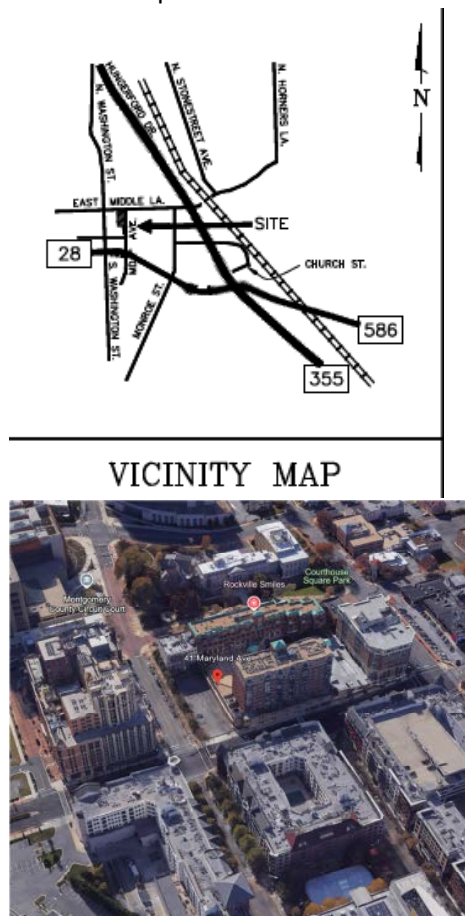 N. WASHINGTON ST.
HUNGERFORD DR.
N. STONESTREET AVE.
N. HORNERS LA.
N
EAST MIDDLE LA.
SITE
MD. AVE.
28
S. WASHINGTON ST.
MONROE ST.
CHURCH ST.
586
355
VICINITY MAP
Courthouse
Square Park
Rockville Smiles
Montgomery
County Circuit Court
41 Maryland Ave